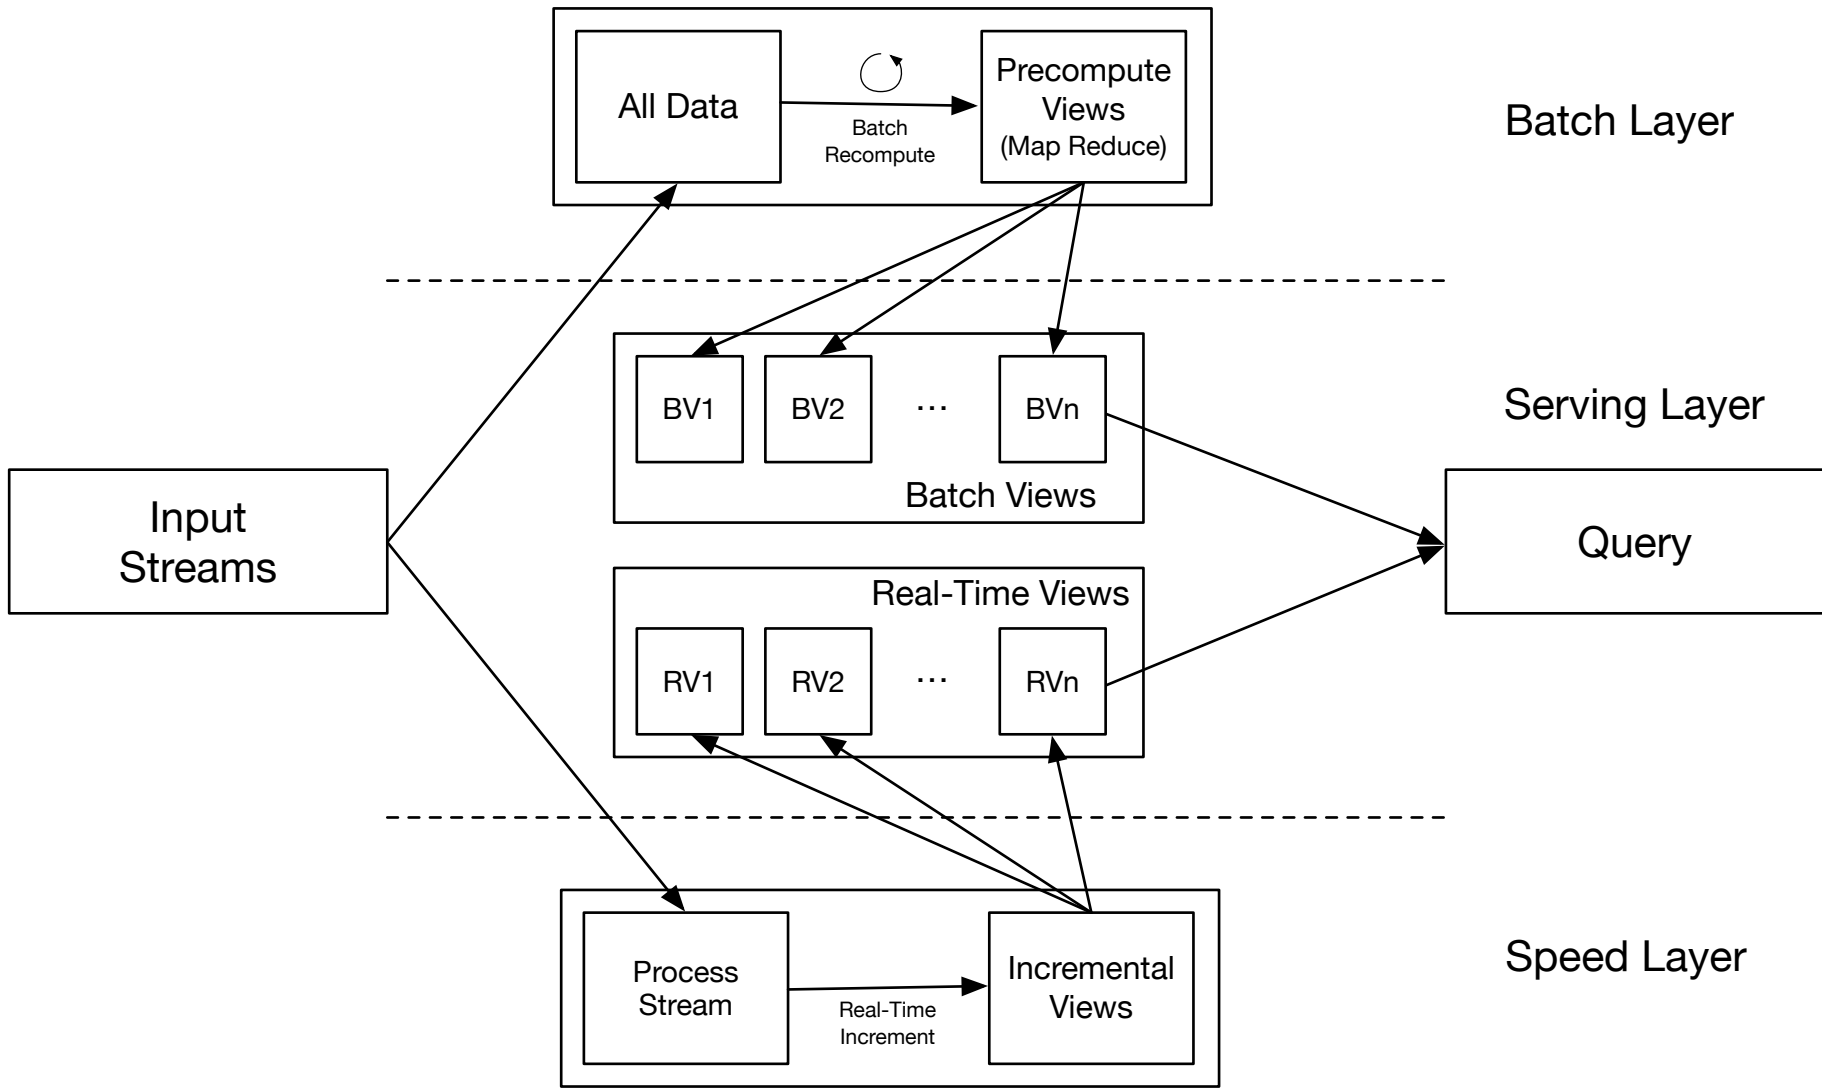 All Data
Batch
Recompute
Precompute
Views
(Map Reduce)
Batch Layer
BV1
BV2
...
BVn
Batch Views
Serving Layer
Input
Streams
Query
Real-Time Views
RV1
RV2
...
RVn
Process
Stream
Real-Time
Increment
Incremental
Views
Speed Layer